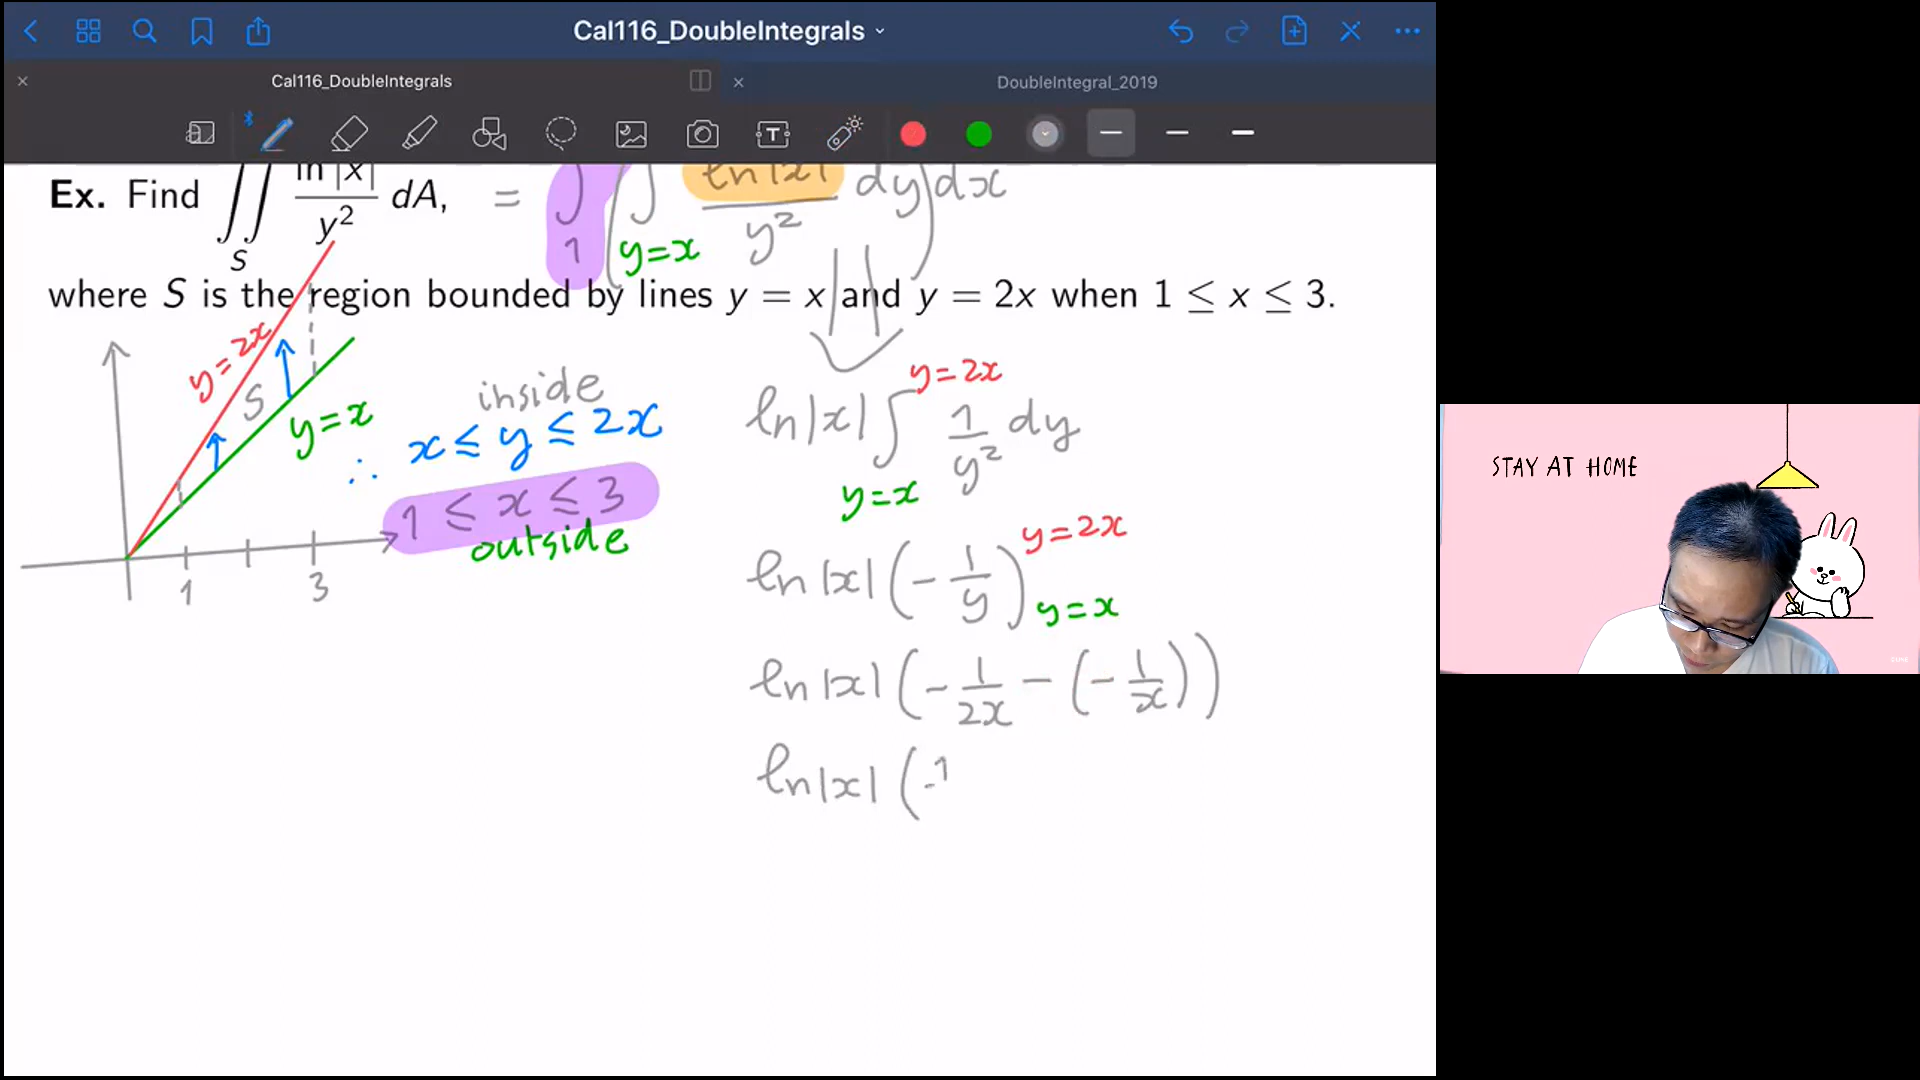 Cal116_DoubleIntegrals
Cal116_DoubleIntegrals
DoubleIntegral_2019
Ex. Find ∬_S ln|x| / y² dA, = ∫_1 (∫_{y=x} ln|x| / y² dy) dx
where S is the region bounded by lines y = x and y = 2x when 1 ≤ x ≤ 3.
y=2x
S
y=x
1
3
inside
∴ x ≤ y ≤ 2x
1 ≤ x ≤ 3
outside
ln|x| ∫_{y=x}^{y=2x} 1/y² dy
ln|x| (- 1/y)_{y=x}^{y=2x}
ln|x| (- 1/2x - (- 1/x))
ln|x| (-1
STAY AT HOME